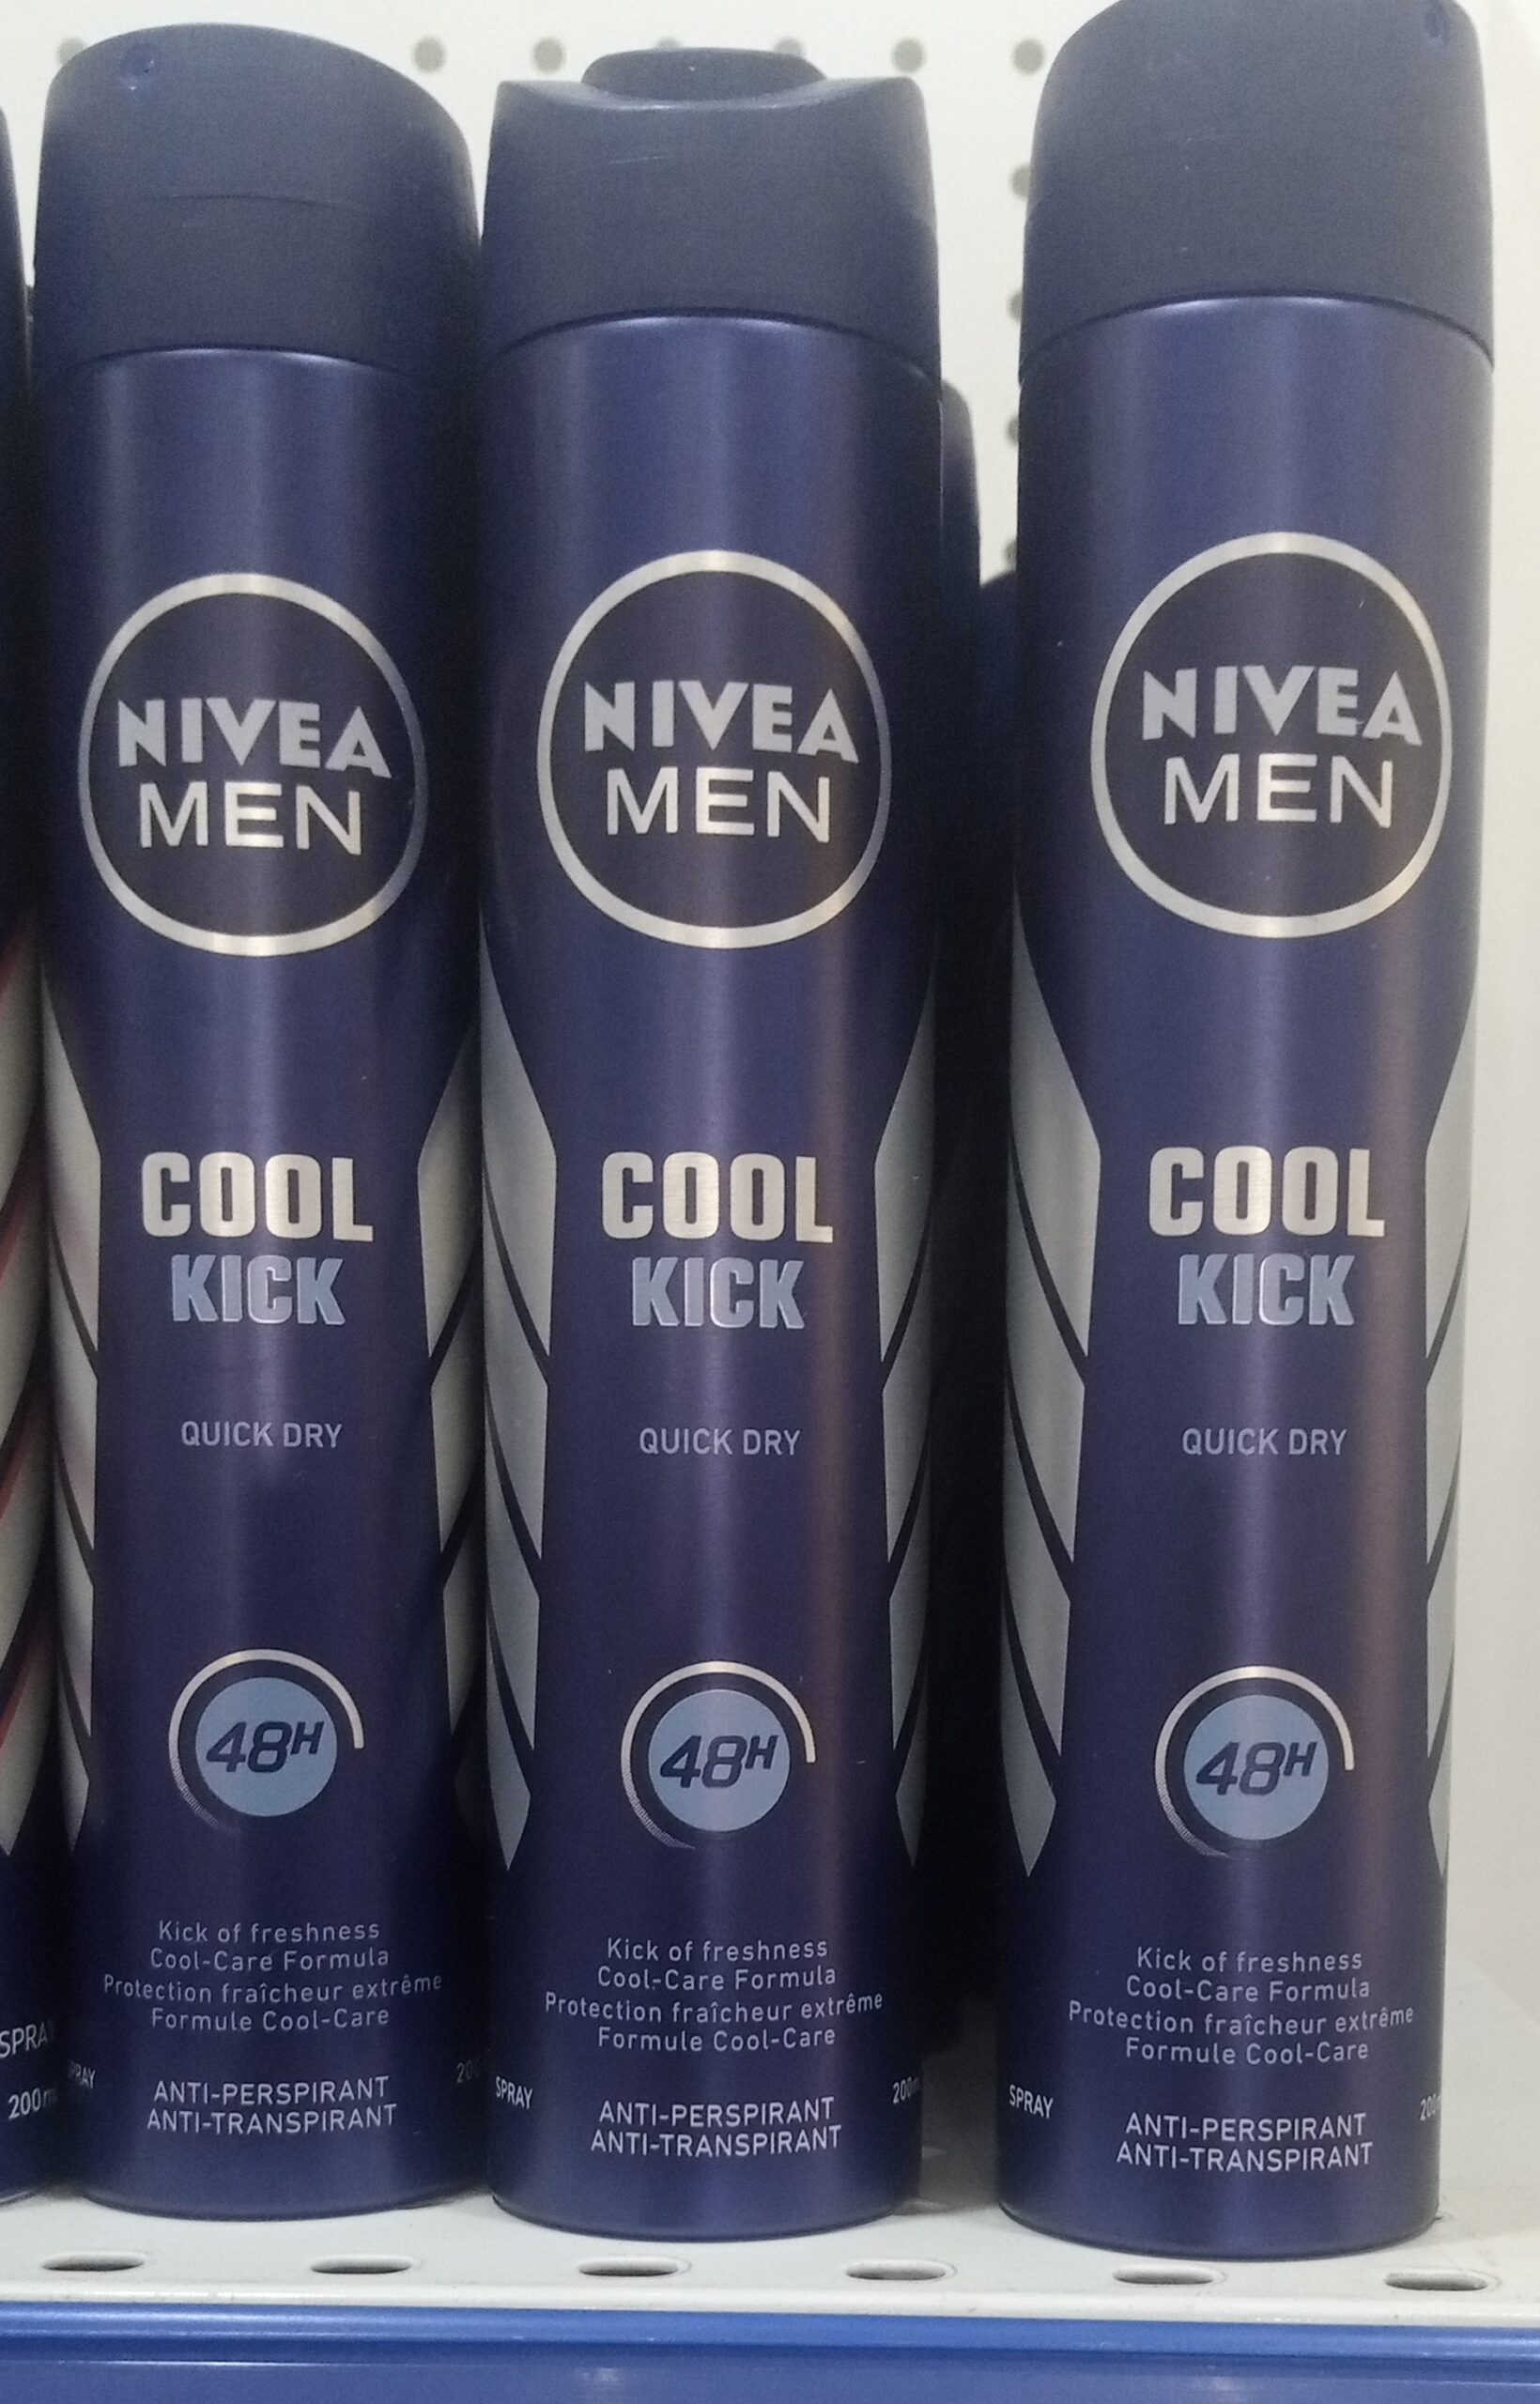 NIVEA
MEN
COOL
KICK
QUICK DRY
48H
Kick of freshness
Cool-Care Formula
Protection fraîcheur extrême
Formule Cool-Care
SPRAY
ANTI-PERSPIRANT
ANTI-TRANSPIRANT
NIVEA
MEN
COOL
KICK
QUICK DRY
48H
Kick of freshness
Cool-Care Formula
Protection fraîcheur extrême
Formule Cool-Care
SPRAY
ANTI-PERSPIRANT
ANTI-TRANSPIRANT
NIVEA
MEN
COOL
KICK
QUICK DRY
48H
Kick of freshness
Cool-Care Formula
Protection fraîcheur extrême
Formule Cool-Care
SPRAY
ANTI-PERSPIRANT
ANTI-TRANSPIRANT